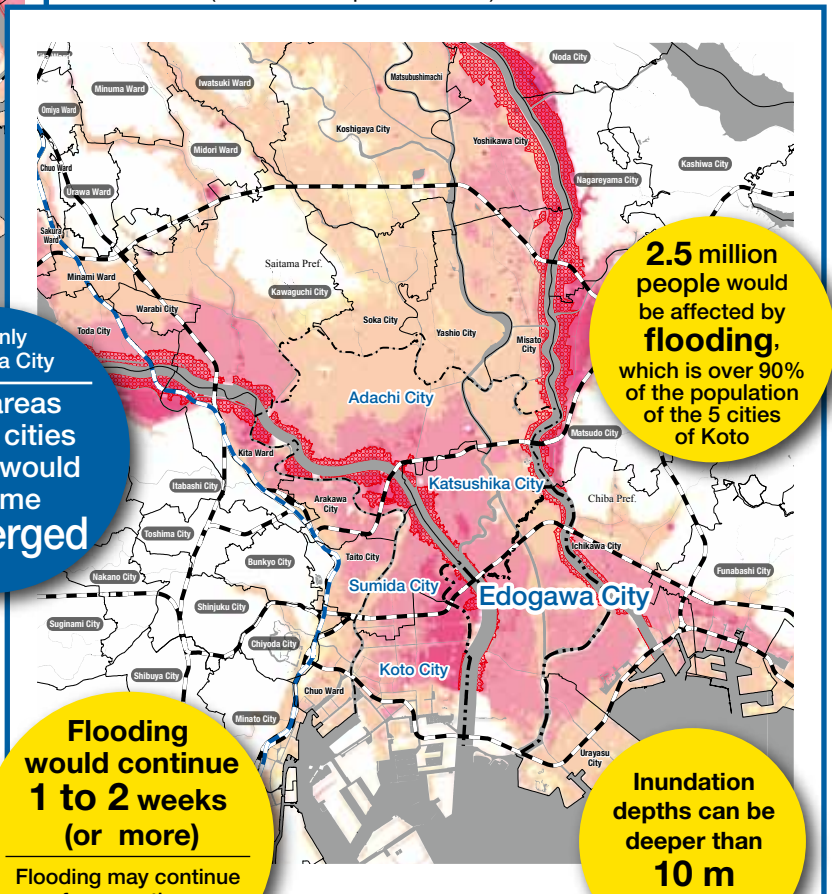 Minuma Ward
Iwatsuki Ward
Matsubushimachi
Noda City
Omiya Ward
Koshigaya City
Yoshikawa City
Midori Ward
Kashiwa City
Chuo Ward
Nagareyama City
Urawa Ward
Sakura
Ward
Saitama Pref.
Minami Ward
Kawaguchi City
Warabi City
Soka City
Toda City
Yashio City
Misato
City
2.5 million
people would
be affected by
flooding,
which is over 90%
of the population
of the 5 cities
of Koto
a City
areas
cities
would
Adachi City
Kita Ward
Matsudo City
Itabashi City
Katsushika City
Arakawa
City
Chiba Pref.
Toshima City
Ichikawa City
Bunkyo City
Taito City
Funabashi City
Nakano City
Sumida City
Edogawa City
Shinjuku City
Suginami City
Chiyoda City
Koto City
Shibuya City
Chuo Ward
Minato City
Urayasu
City
Flooding
would continue
1 to 2 weeks
(or more)
Flooding may continue
Inundation
depths can be
deeper than
10 m